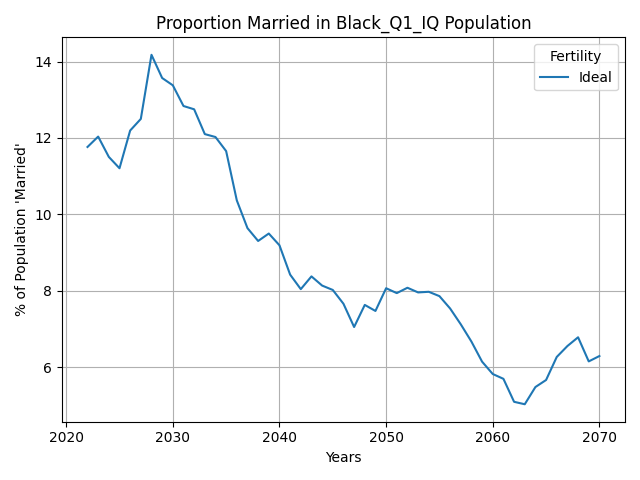 Proportion Married in Black_Q1_IQ Population
% of Population 'Married'
14
12
10
8
6
Fertility
Ideal
2020 2030 2040 2050 2060 2070
Years